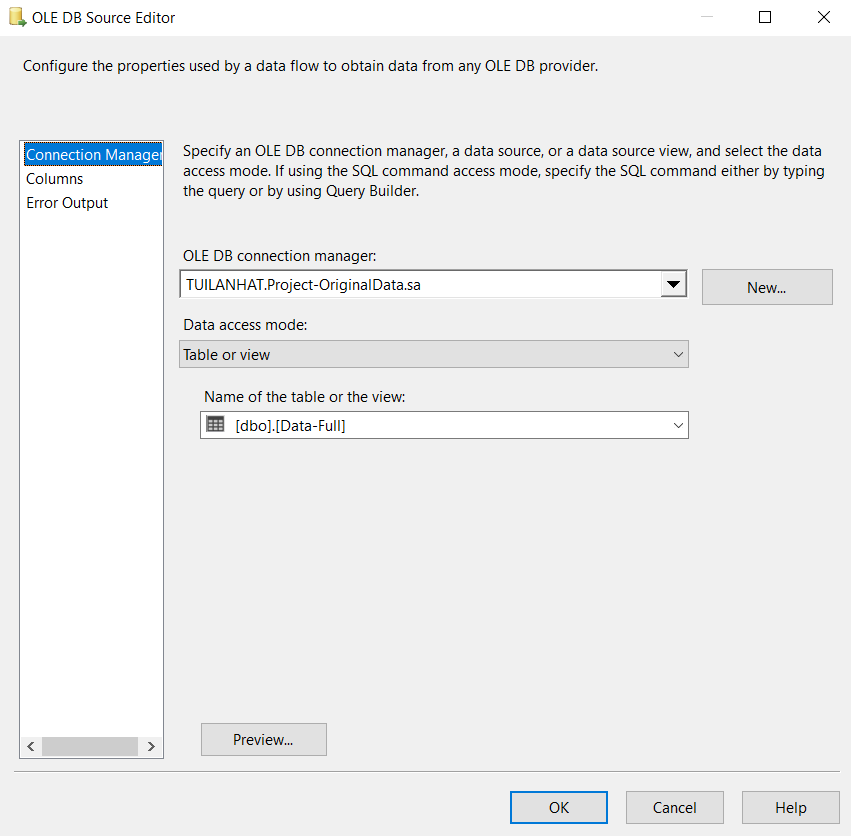 OLE DB Source Editor
Configure the properties used by a data flow to obtain data from any OLE DB provider.
Connection Manager
Columns
Error Output
Specify an OLE DB connection manager, a data source, or a data source view, and select the data
access mode. If using the SQL command access mode, specify the SQL command either by typing
the query or by using Query Builder.
OLE DB connection manager:
TUILANHAT.Project-OriginalData.sa
New...
Data access mode:
Table or view
Name of the table or the view:
[dbo].[Data-Full]
Preview...
OK
Cancel
Help